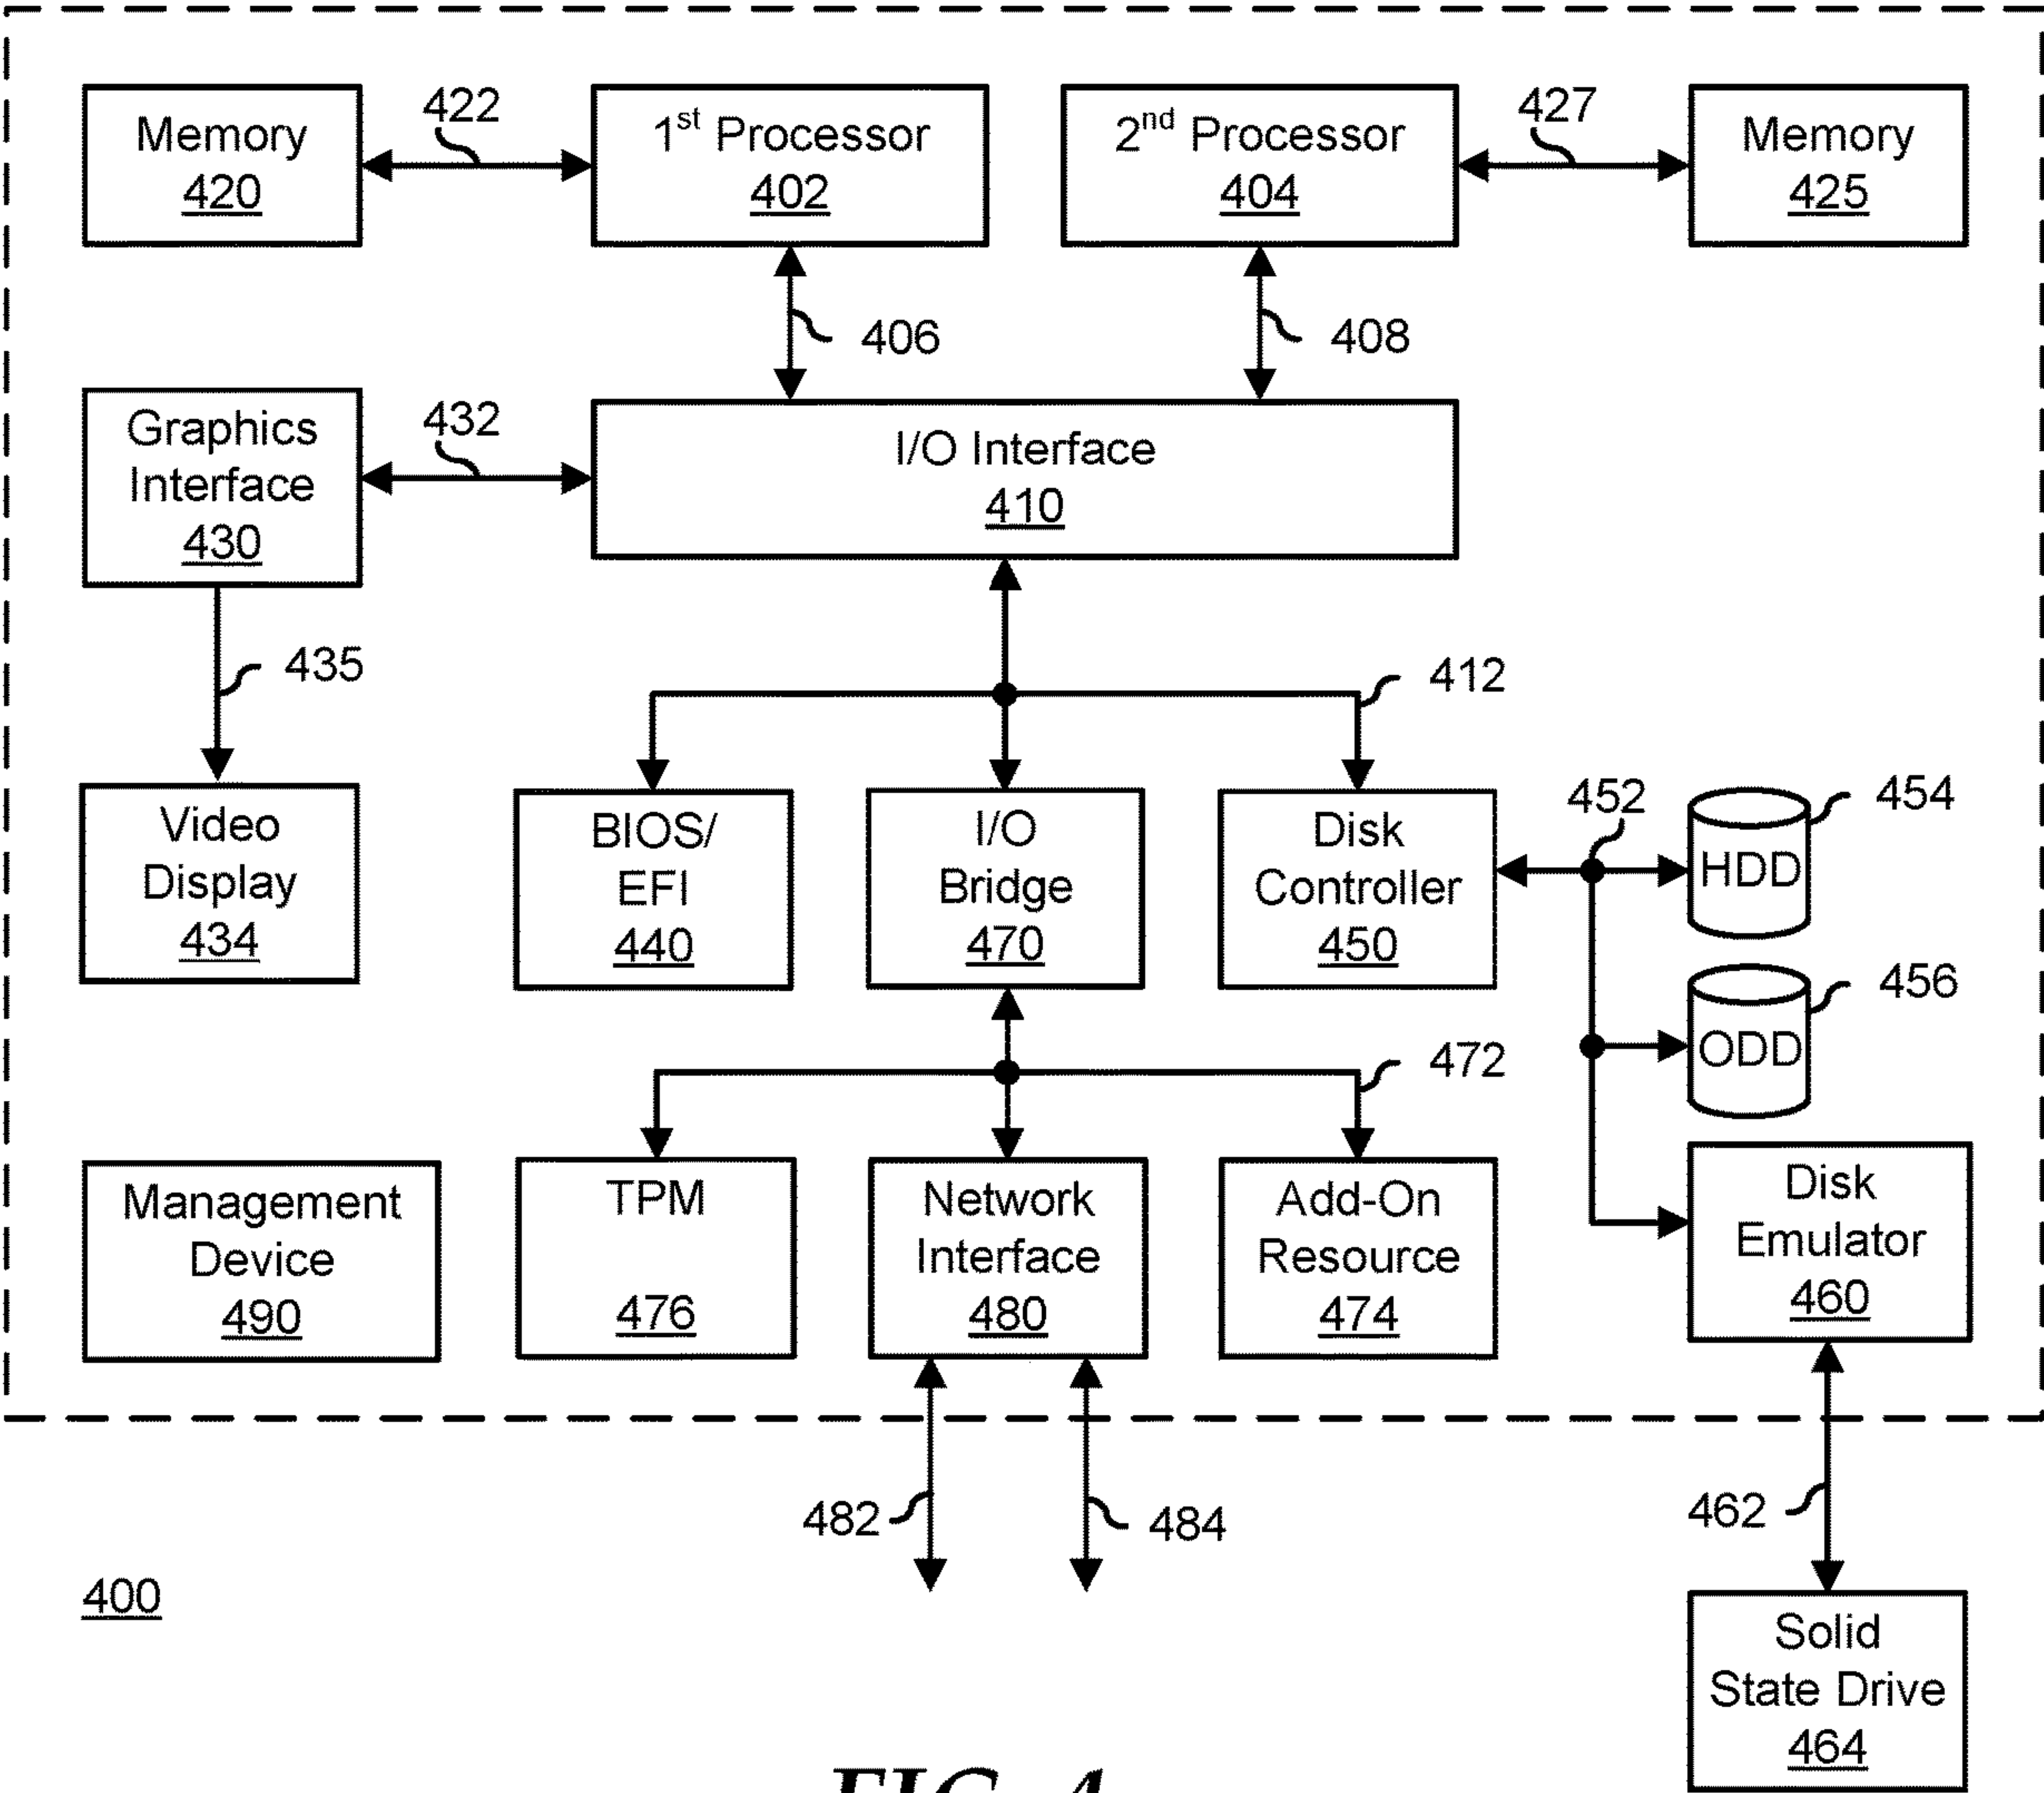 Memory
420
422
1st Processor
402
2nd Processor
404
427
Memory
425
406
408
Graphics
Interface
430
432
I/O Interface
410
435
412
Video
Display
434
BIOS/
EFI
440
I/O
Bridge
470
Disk
Controller
450
452
454
HDD
456
ODD
472
Management
Device
490
TPM
476
Network
Interface
480
Add-On
Resource
474
Disk
Emulator
460
482
484
462
400
Solid
State Drive
464
FIG. 4